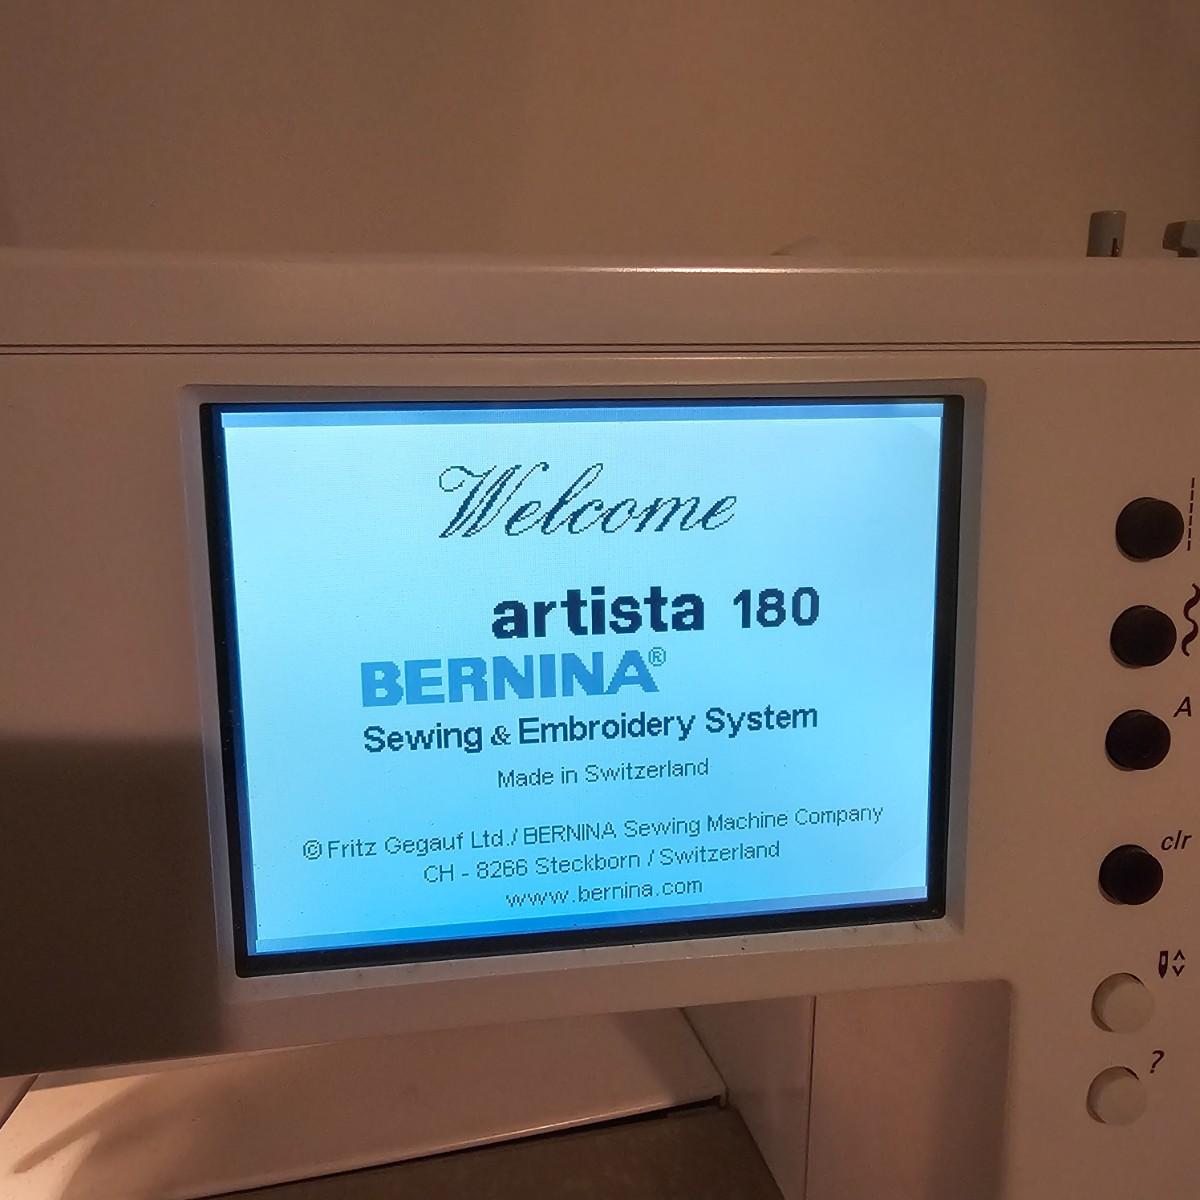 Welcome
artista 180
BERNINA®
Sewing & Embroidery System
Made in Switzerland
© Fritz Gegauf Ltd./ BERNINA Sewing Machine Company
CH - 8266 Steckborn / Switzerland
www.bernina.com
A
clr
?